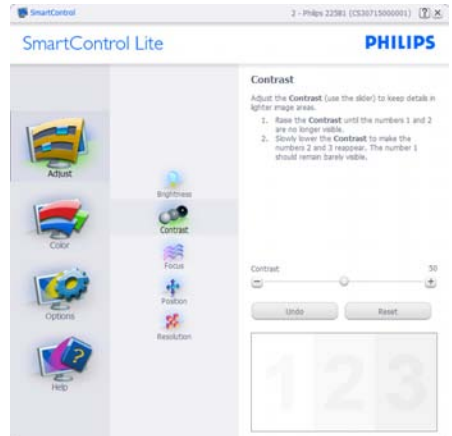 SmartControl
2 - Philips 225B1 (CS30715000001) ? X
SmartControl Lite
PHILIPS
Contrast
Adjust the Contrast (use the slider) to keep details in
lighter image areas.
1. Raise the Contrast until the numbers 1 and 2
are no longer visible.
2. Slowly lower the Contrast to make the
numbers 2 and 3 reappear. The number 1
should remain barely visible.
Adjust
Color
Options
Help
Brightness
Contrast
Focus
Position
Resolution
Contrast 50
Undo Reset
1 2 3